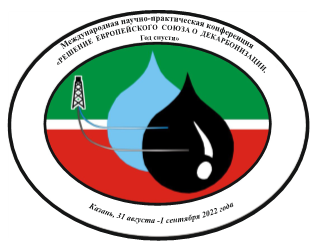 Международная научно-практическая конференция
«РЕШЕНИЕ ЕВРОПЕЙСКОГО СОЮЗА О ДЕКАРБОНИЗАЦИИ.
Год спустя»
Казань, 31 августа -1 сентября 2022 года